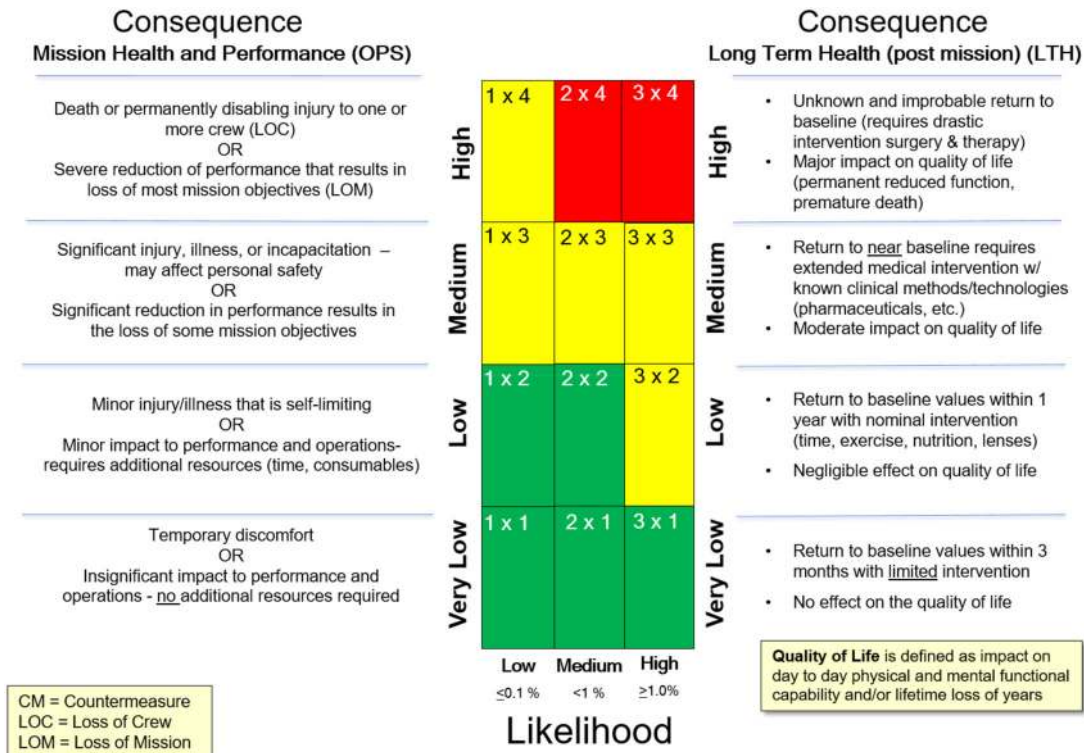 Consequence
Mission Health and Performance (OPS)
Death or permanently disabling injury to one or
more crew (LOC)
OR
Severe reduction of performance that results in
loss of most mission objectives (LOM)
Significant injury, illness, or incapacitation –
may affect personal safety
OR
Significant reduction in performance results in
the loss of some mission objectives
Minor injury/illness that is self-limiting
OR
Minor impact to performance and operations-
requires additional resources (time, consumables)
Temporary discomfort
OR
Insignificant impact to performance and
operations - no additional resources required
CM = Countermeasure
LOC = Loss of Crew
LOM = Loss of Mission
High
1 x 4 2 x 4 3 x 4
Medium
1 x 3 2 x 3 3 x 3
Low
1 x 2 2 x 2 3 x 2
Very Low
1 x 1 2 x 1 3 x 1
Low Medium High
≤0.1 % <1 % ≥1.0%
Likelihood
Consequence
Long Term Health (post mission) (LTH)
High
• Unknown and improbable return to
baseline (requires drastic
intervention surgery & therapy)
• Major impact on quality of life
(permanent reduced function,
premature death)
Medium
• Return to near baseline requires
extended medical intervention w/
known clinical methods/technologies
(pharmaceuticals, etc.)
• Moderate impact on quality of life
Low
• Return to baseline values within 1
year with nominal intervention
(time, exercise, nutrition, lenses)
• Negligible effect on quality of life
Very Low
• Return to baseline values within 3
months with limited intervention
• No effect on the quality of life
Quality of Life is defined as impact on
day to day physical and mental functional
capability and/or lifetime loss of years